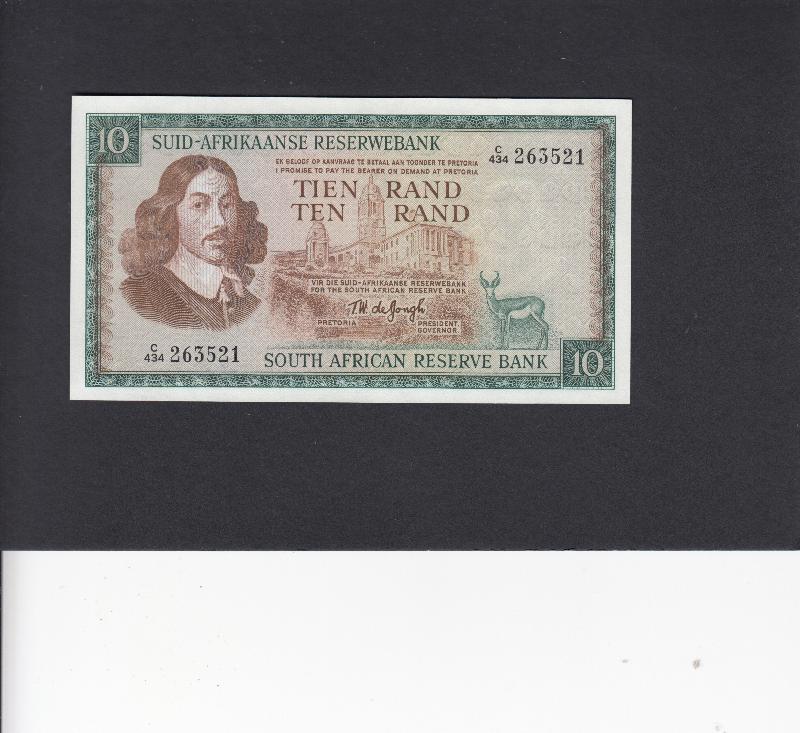 10
SUID-AFRIKAANSE RESERWEBANK
EK BELOOF OP AANVRAAG TE BETAAL AAN TOONDER TE PRETORIA
I PROMISE TO PAY THE BEARER ON DEMAND AT PRETORIA
C/434 263521
TIEN RAND
TEN RAND
VIR DIE SUID-AFRIKAANSE RESERWEBANK
FOR THE SOUTH AFRICAN RESERVE BANK
T.W. de Jongh
PRETORIA PRESIDENT
GOVERNOR
C/434 263521
SOUTH AFRICAN RESERVE BANK
10